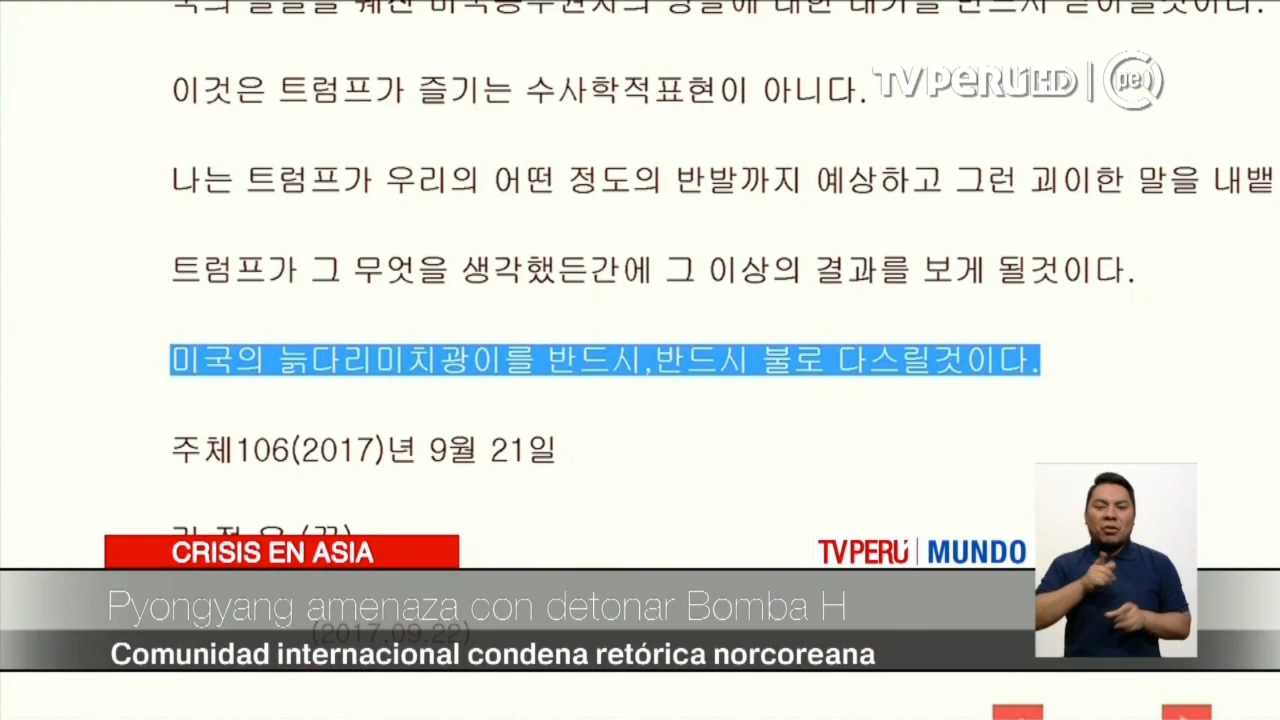 이것은 트럼프가 즐기는 수사학적표현이 아니다.
TVPERÚ HD | pe
나는 트럼프가 우리의 어떤 정도의 반발까지 예상하고 그런 괴이한 말을 내뱉
트럼프가 그 무엇을 생각했든간에 그 이상의 결과를 보게 될것이다.
미국의 늙다리미치광이를 반드시,반드시 불로 다스릴것이다.
주체106(2017)년 9월 21일
CRISIS EN ASIA
TVPERÚ | MUNDO
Pyongyang amenaza con detonar Bomba H
(2017.09.22)
Comunidad internacional condena retórica norcoreana